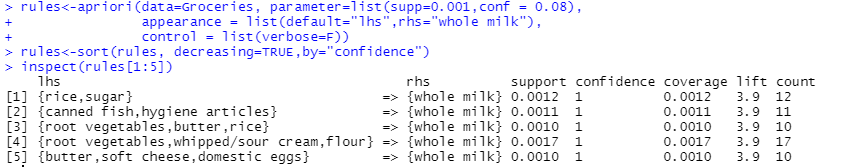 > rules<-apriori(data=Groceries, parameter=list(supp=0.001,conf = 0.08),
+                appearance = list(default="lhs",rhs="whole milk"),
+                control = list(verbose=F))
> rules<-sort(rules, decreasing=TRUE,by="confidence")
> inspect(rules[1:5])
    lhs                                         rhs          support confidence coverage lift count
[1] {rice,sugar}                             => {whole milk} 0.0012  1          0.0012   3.9  12
[2] {canned fish,hygiene articles}           => {whole milk} 0.0011  1          0.0011   3.9  11
[3] {root vegetables,butter,rice}            => {whole milk} 0.0010  1          0.0010   3.9  10
[4] {root vegetables,whipped/sour cream,flour} => {whole milk} 0.0017  1          0.0017   3.9  17
[5] {butter,soft cheese,domestic eggs}       => {whole milk} 0.0010  1          0.0010   3.9  10